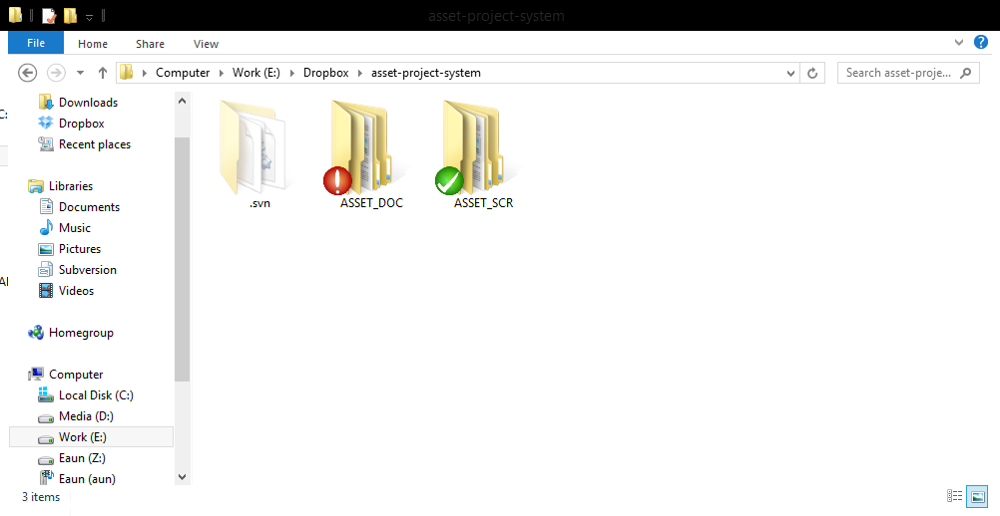 asset-project-system
File Home Share View
Computer Work (E:) Dropbox asset-project-system
Search asset-proje...
C:
Downloads
Dropbox
Recent places
Libraries
Documents
Music
Pictures
Subversion
Videos
Homegroup
Computer
Local Disk (C:)
Media (D:)
Work (E:)
Eaun (Z:)
Eaun (aun)
.svn
ASSET_DOC
ASSET_SCR
3 items